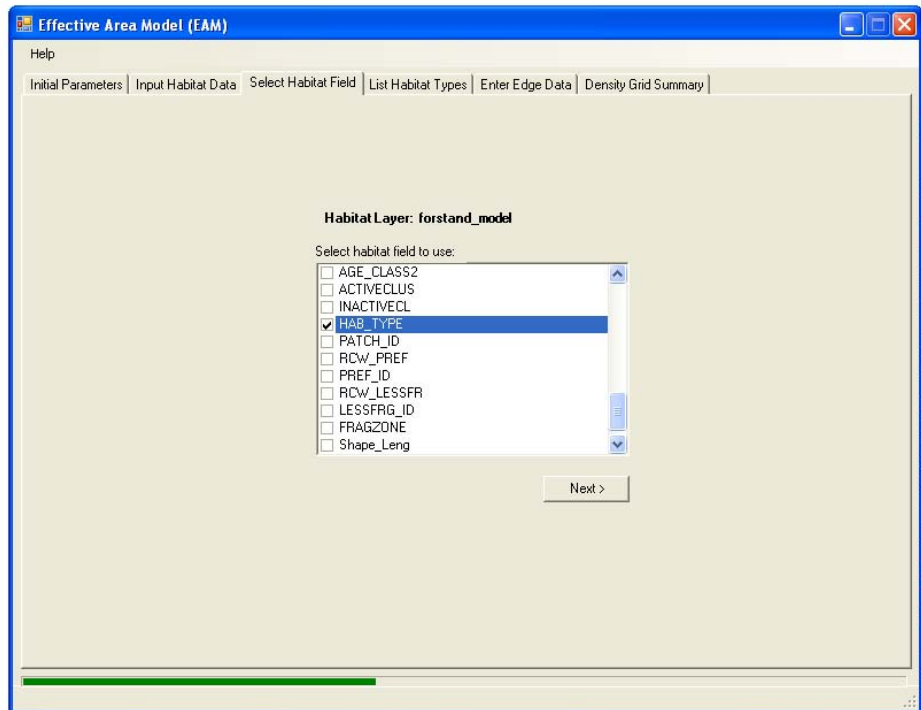 Effective Area Model (EAM)
Help
Initial Parameters Input Habitat Data Select Habitat Field List Habitat Types Enter Edge Data Density Grid Summary
Habitat Layer: forstand_model
Select habitat field to use:
AGE_CLASS2
ACTIVECLUS
INACTIVECL
HAB_TYPE
PATCH_ID
RCW_PREF
PREF_ID
RCW_LESSFR
LESSFRG_ID
FRAGZONE
Shape_Leng
Next >